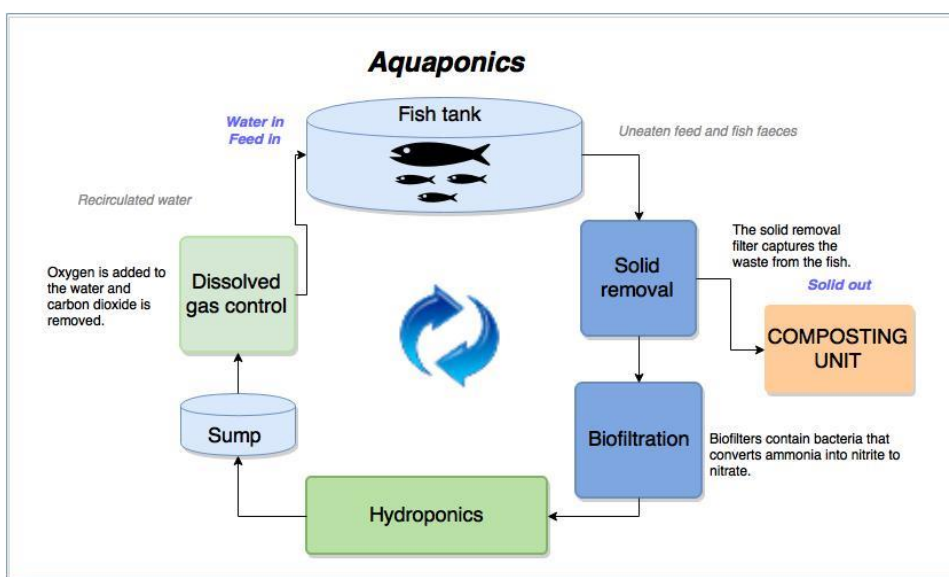 Aquaponics
Water in
Feed in
Fish tank
Uneaten feed and fish faeces
Recirculated water
Oxygen is added to
the water and
carbon dioxide is
removed.
Dissolved
gas control
Solid
removal
The solid removal
filter captures the
waste from the fish.
Solid out
COMPOSTING
UNIT
Sump
Biofiltration
Biofilters contain bacteria that
converts ammonia into nitrite to
nitrate.
Hydroponics